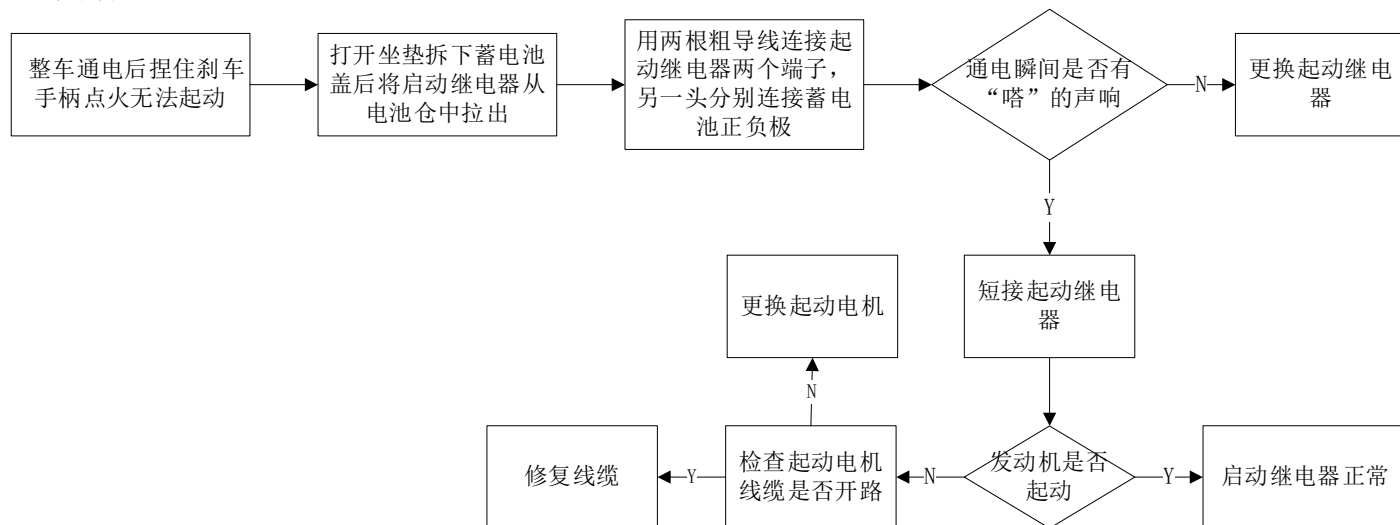 整车通电后捏住刹车
手柄点火无法起动
打开坐垫拆下蓄电池
盖后将启动继电器从
电池仓中拉出
用两根粗导线连接起
动继电器两个端子，
另一头分别连接蓄电
池正负极
通电瞬间是否有
“嗒”的声响
N
更换起动继电
器
Y
短接起动继电
器
更换起动电机
N
发动机是否
起动
Y
启动继电器正常
N
检查起动电机
线缆是否开路
Y
修复线缆